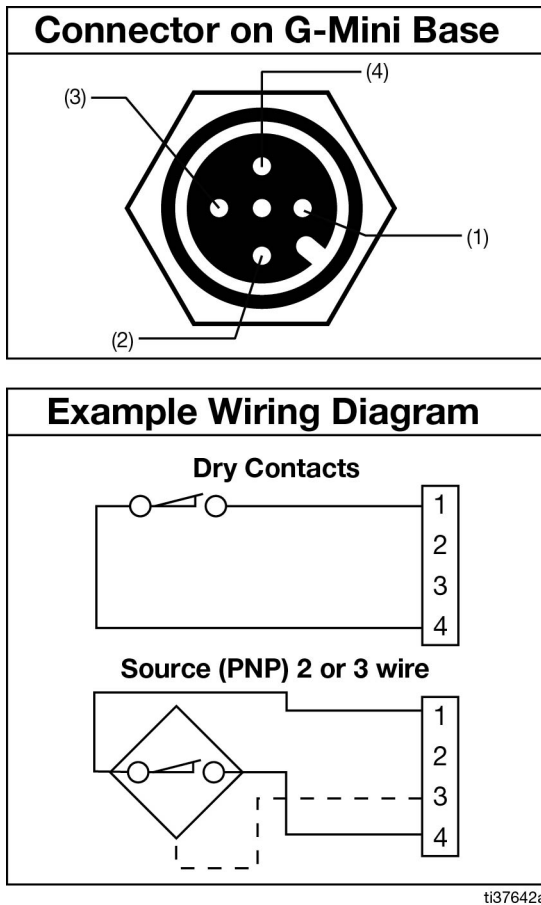 Connector on G-Mini Base
(4)
(3)
(1)
(2)
Example Wiring Diagram
Dry Contacts
1
2
3
4
Source (PNP) 2 or 3 wire
1
2
3
4
ti37642a